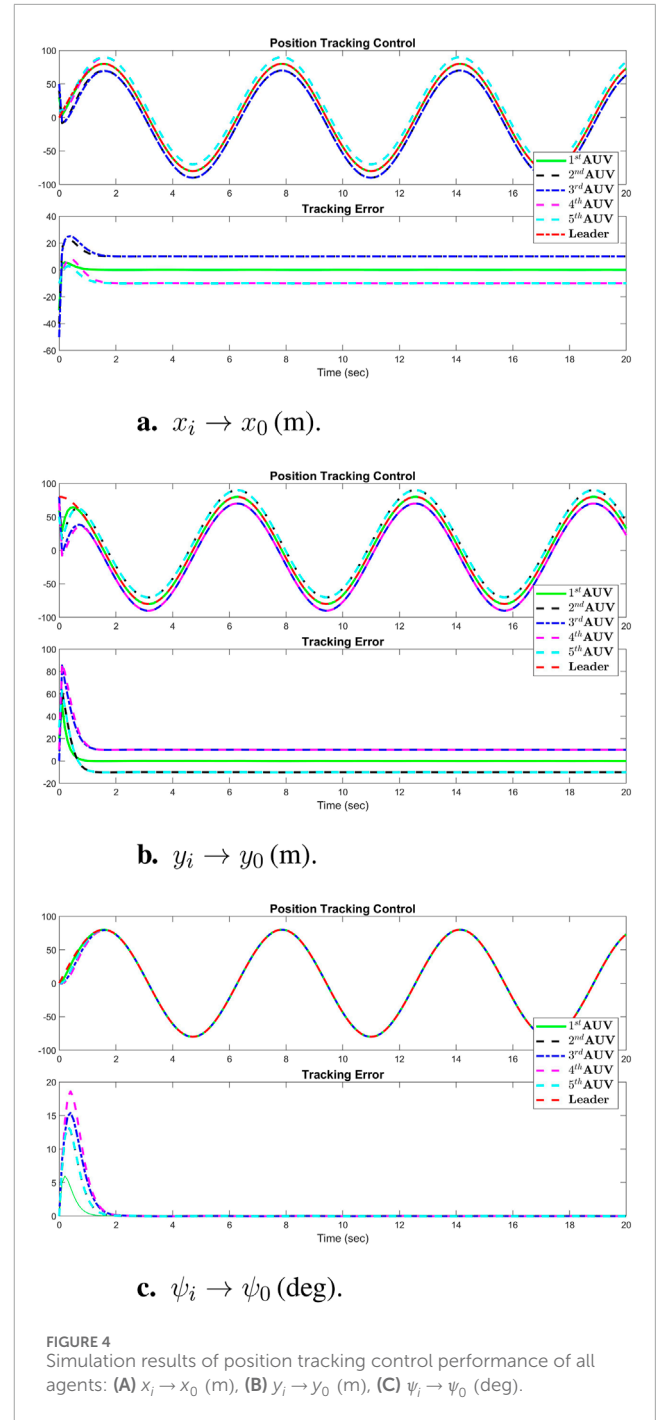 Position Tracking Control
100
50
0
-50
-100
0 2 4 6 8 10 12 14 16 18 20
1st AUV
2nd AUV
3rd AUV
4th AUV
5th AUV
Leader
Tracking Error
40
20
0
-20
-40
-60
0 2 4 6 8 10 12 14 16 18 20
Time (sec)
a. xi → x0 (m).
Position Tracking Control
100
50
0
-50
-100
0 2 4 6 8 10 12 14 16 18 20
1st AUV
2nd AUV
3rd AUV
4th AUV
5th AUV
Leader
Tracking Error
100
80
60
40
20
0
-20
0 2 4 6 8 10 12 14 16 18 20
Time (sec)
b. yi → y0 (m).
Position Tracking Control
100
50
0
-50
-100
0 2 4 6 8 10 12 14 16 18 20
1st AUV
2nd AUV
3rd AUV
4th AUV
5th AUV
Leader
Tracking Error
20
15
10
5
0
0 2 4 6 8 10 12 14 16 18 20
Time (sec)
c. ψi → ψ0 (deg).
FIGURE 4
Simulation results of position tracking control performance of all
agents: (A) xi → x0 (m), (B) yi → y0 (m), (C) ψi → ψ0 (deg).